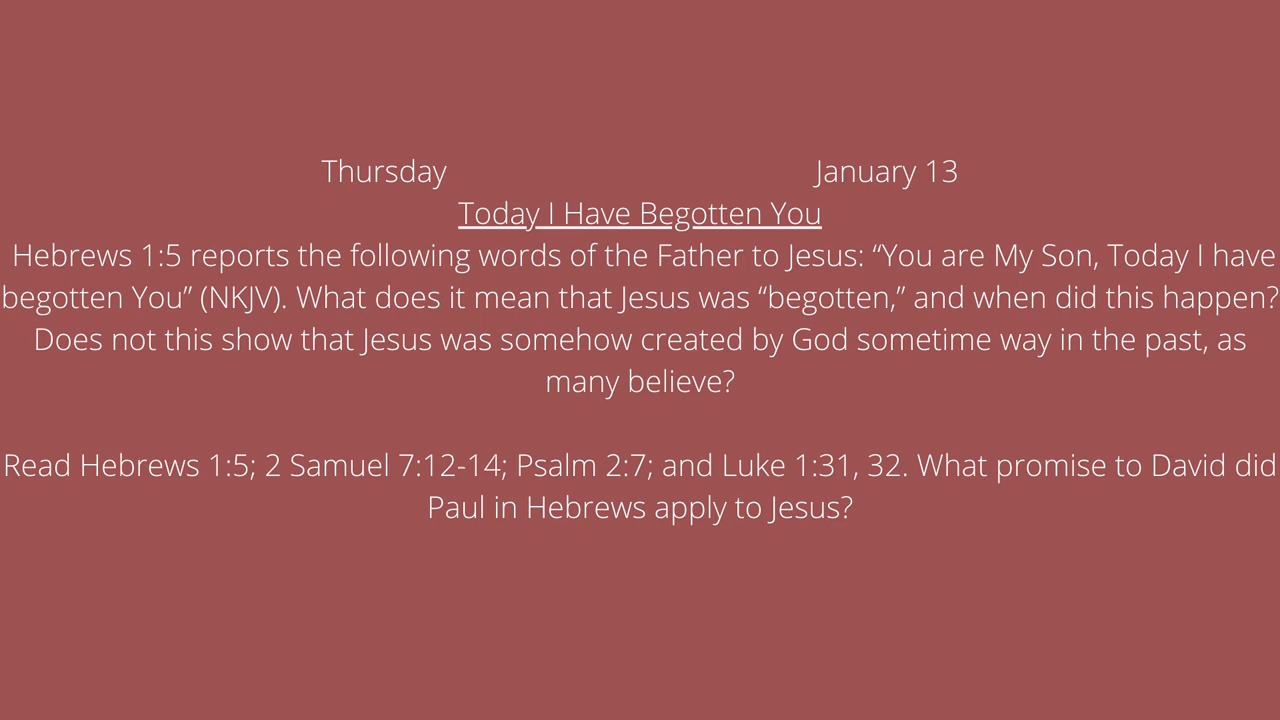 Thursday January 13
Today I Have Begotten You
Hebrews 1:5 reports the following words of the Father to Jesus: “You are My Son, Today I have
begotten You” (NKJV). What does it mean that Jesus was “begotten,” and when did this happen?
Does not this show that Jesus was somehow created by God sometime way in the past, as
many believe?
Read Hebrews 1:5; 2 Samuel 7:12-14; Psalm 2:7; and Luke 1:31, 32. What promise to David did
Paul in Hebrews apply to Jesus?